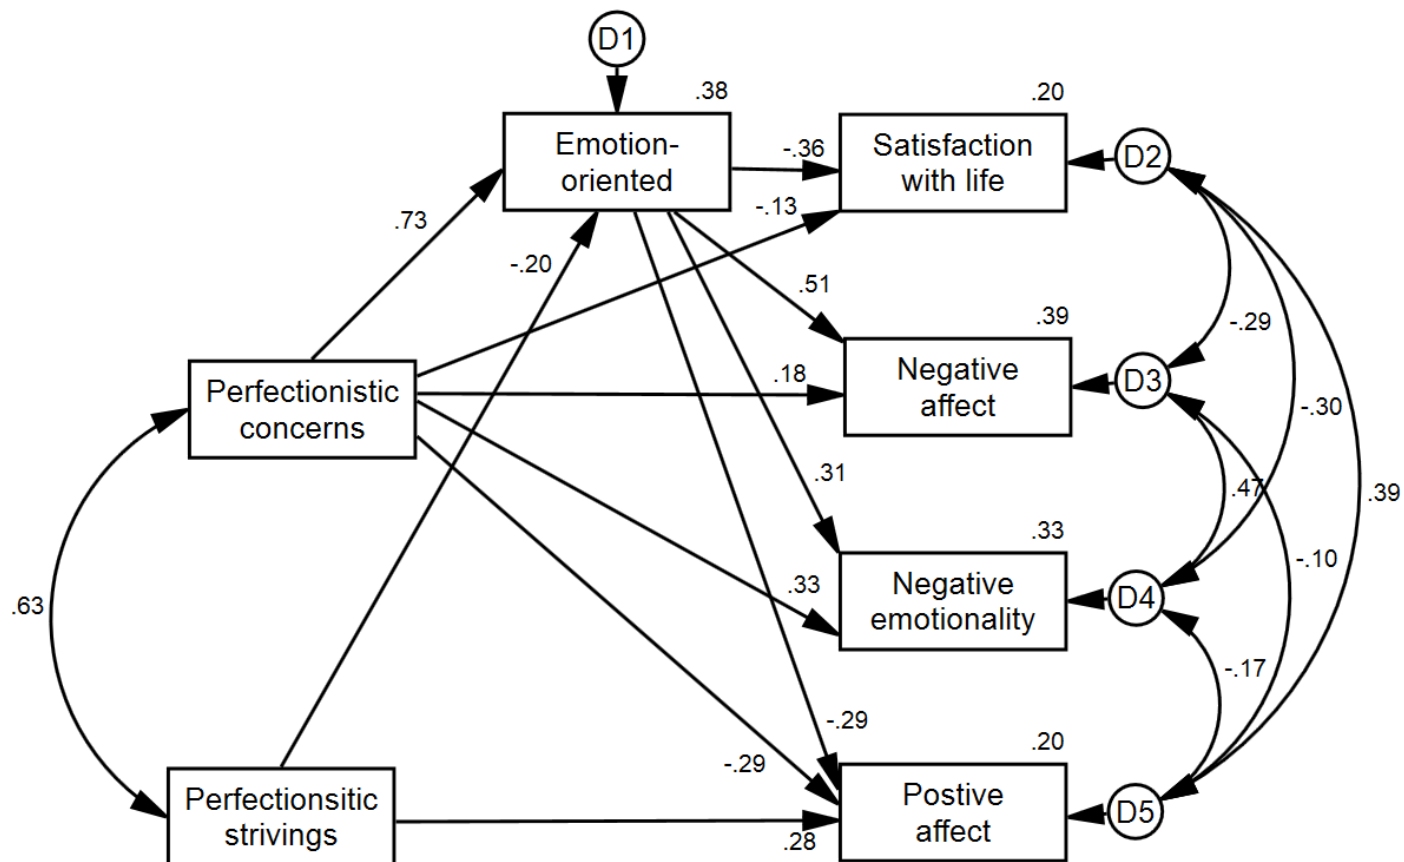 D1
.38
.20
Emotion-
oriented
-.36
Satisfaction
with life
D2
.73
-.13
-.20
.51
.39
-.29
Perfectionistic
concerns
.18
Negative
affect
D3
-.30
.31
.47
.39
.33
-.10
.63
.33
Negative
emotionality
D4
-.17
-.29
.20
-.29
Perfectionsitic
strivings
.28
Postive
affect
D5